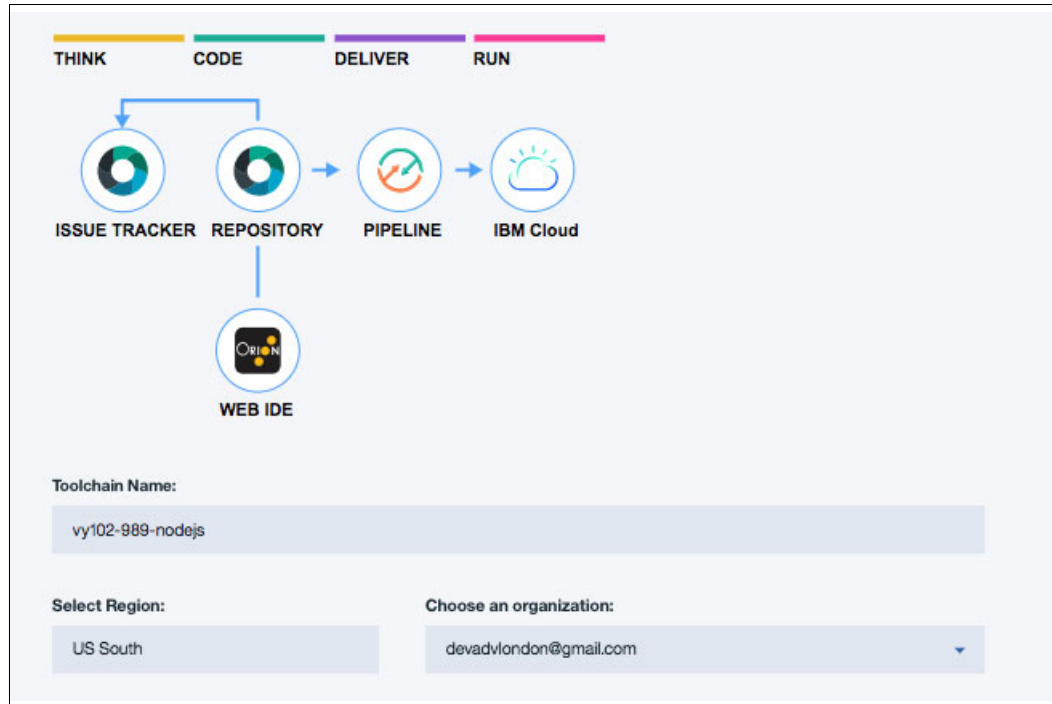 THINK CODE DELIVER RUN
ISSUE TRACKER REPOSITORY PIPELINE IBM Cloud
ORION
WEB IDE
Toolchain Name:
vy102-989-nodejs
Select Region: Choose an organization:
US South devadvlondon@gmail.com